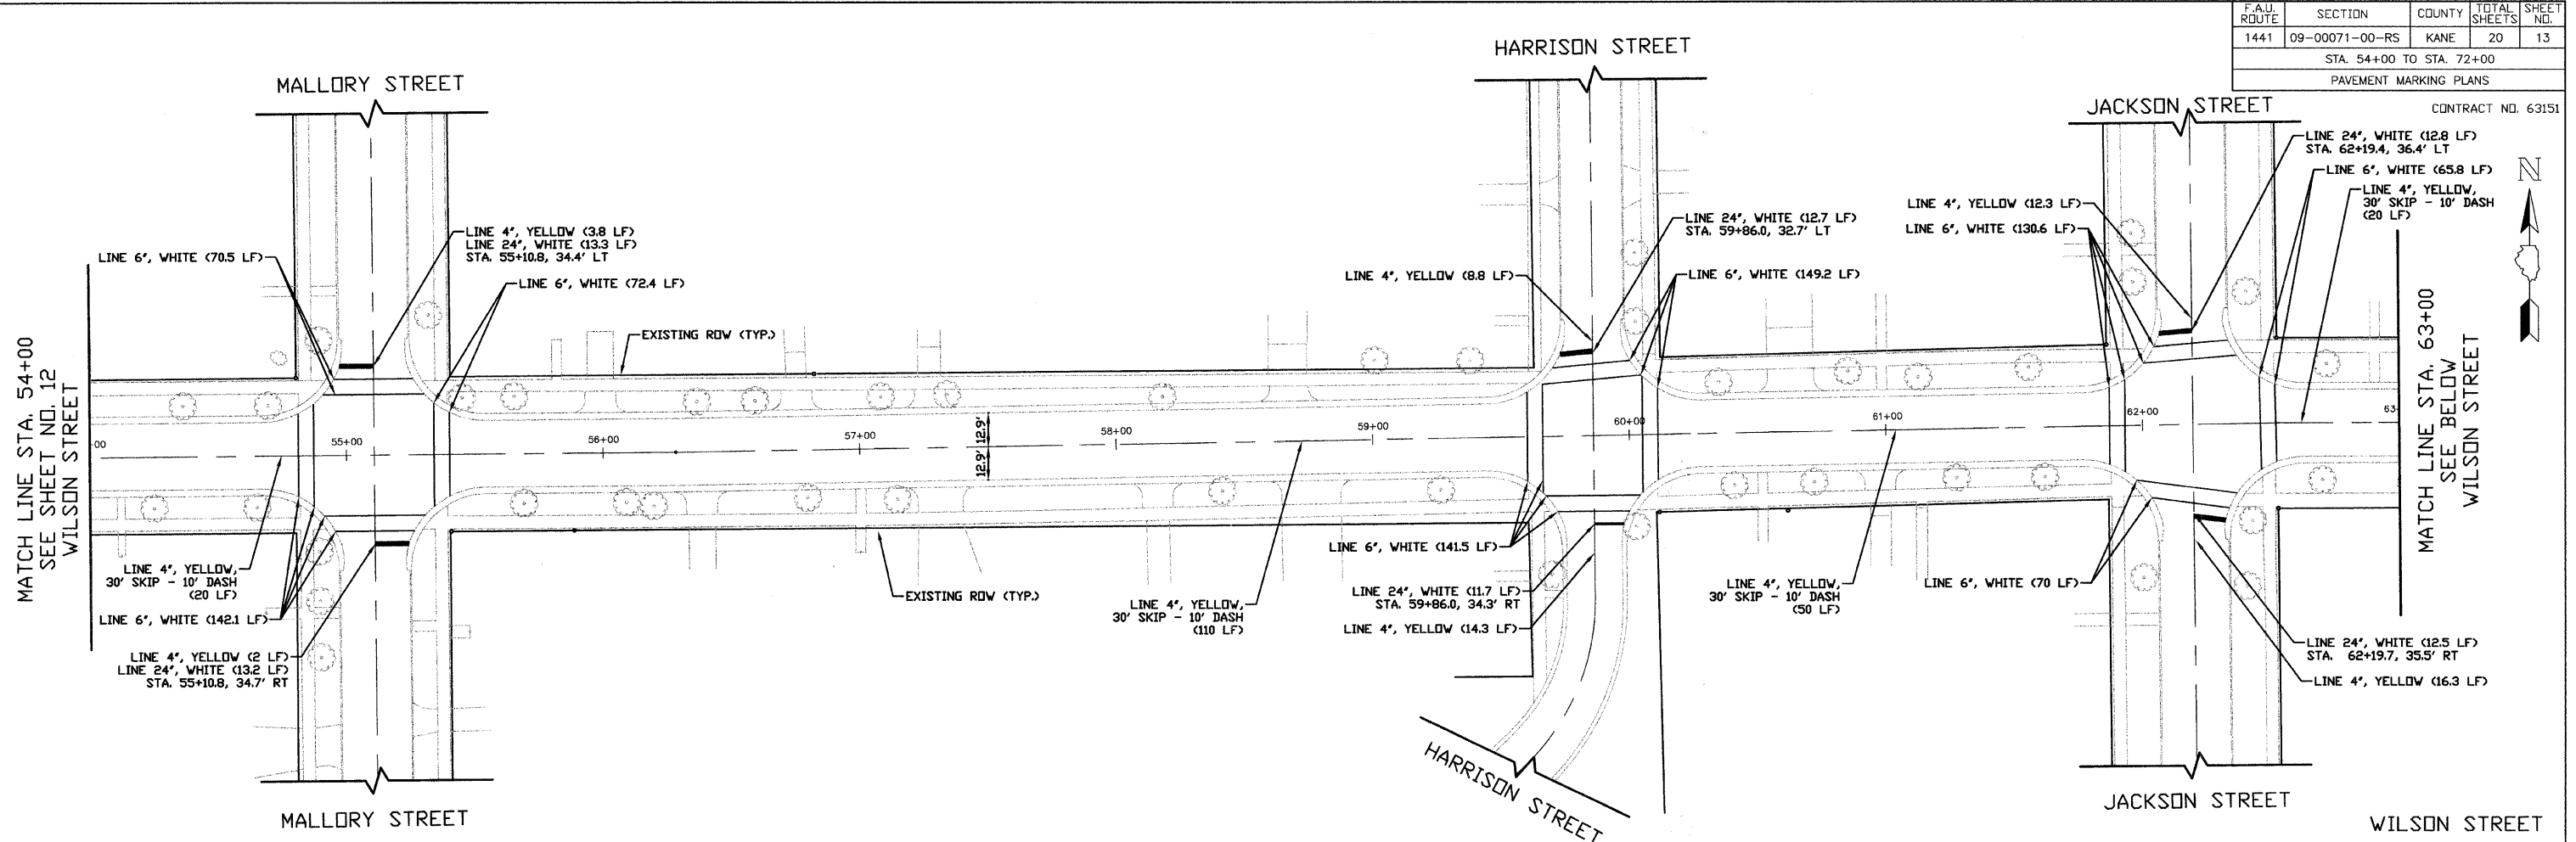 F.A.U. ROUTE
SECTION
COUNTY
TOTAL SHEETS
SHEET NO.
1441
09-00071-00-RS
KANE
20
13
STA. 54+00 TO STA. 72+00
PAVEMENT MARKING PLANS
CONTRACT NO. 63151
HARRISON STREET
MALLORY STREET
JACKSON STREET
N
LINE 24", WHITE (12.8 LF)
STA. 62+19.4, 36.4' LT
LINE 6", WHITE (65.8 LF)
LINE 4", YELLOW,
30' SKIP - 10' DASH
(20 LF)
LINE 4", YELLOW (12.3 LF)
LINE 6", WHITE (130.6 LF)
LINE 24", WHITE (12.7 LF)
STA. 59+86.0, 32.7' LT
LINE 4", YELLOW (8.8 LF)
LINE 6", WHITE (149.2 LF)
LINE 4", YELLOW (3.8 LF)
LINE 24", WHITE (13.3 LF)
STA. 55+10.8, 34.4' LT
LINE 6", WHITE (70.5 LF)
LINE 6", WHITE (72.4 LF)
EXISTING ROW (TYP.)
MATCH LINE STA. 54+00
SEE SHEET NO. 12
WILSON STREET
MATCH LINE STA. 63+00
SEE BELOW
WILSON STREET
00
55+00
56+00
57+00
58+00
59+00
60+00
61+00
62+00
63
12.9'
12.9'
LINE 4", YELLOW,
30' SKIP - 10' DASH
(20 LF)
LINE 6", WHITE (142.1 LF)
LINE 4", YELLOW (2 LF)
LINE 24", WHITE (13.2 LF)
STA. 55+10.8, 34.7' RT
EXISTING ROW (TYP.)
LINE 4", YELLOW,
30' SKIP - 10' DASH
(110 LF)
LINE 6", WHITE (141.5 LF)
LINE 24", WHITE (11.7 LF)
STA. 59+86.0, 34.3' RT
LINE 4", YELLOW (14.3 LF)
LINE 4", YELLOW,
30' SKIP - 10' DASH
(50 LF)
LINE 6", WHITE (70 LF)
LINE 24", WHITE (12.5 LF)
STA. 62+19.7, 35.5' RT
LINE 4", YELLOW (16.3 LF)
MALLORY STREET
HARRISON STREET
JACKSON STREET
WILSON STREET